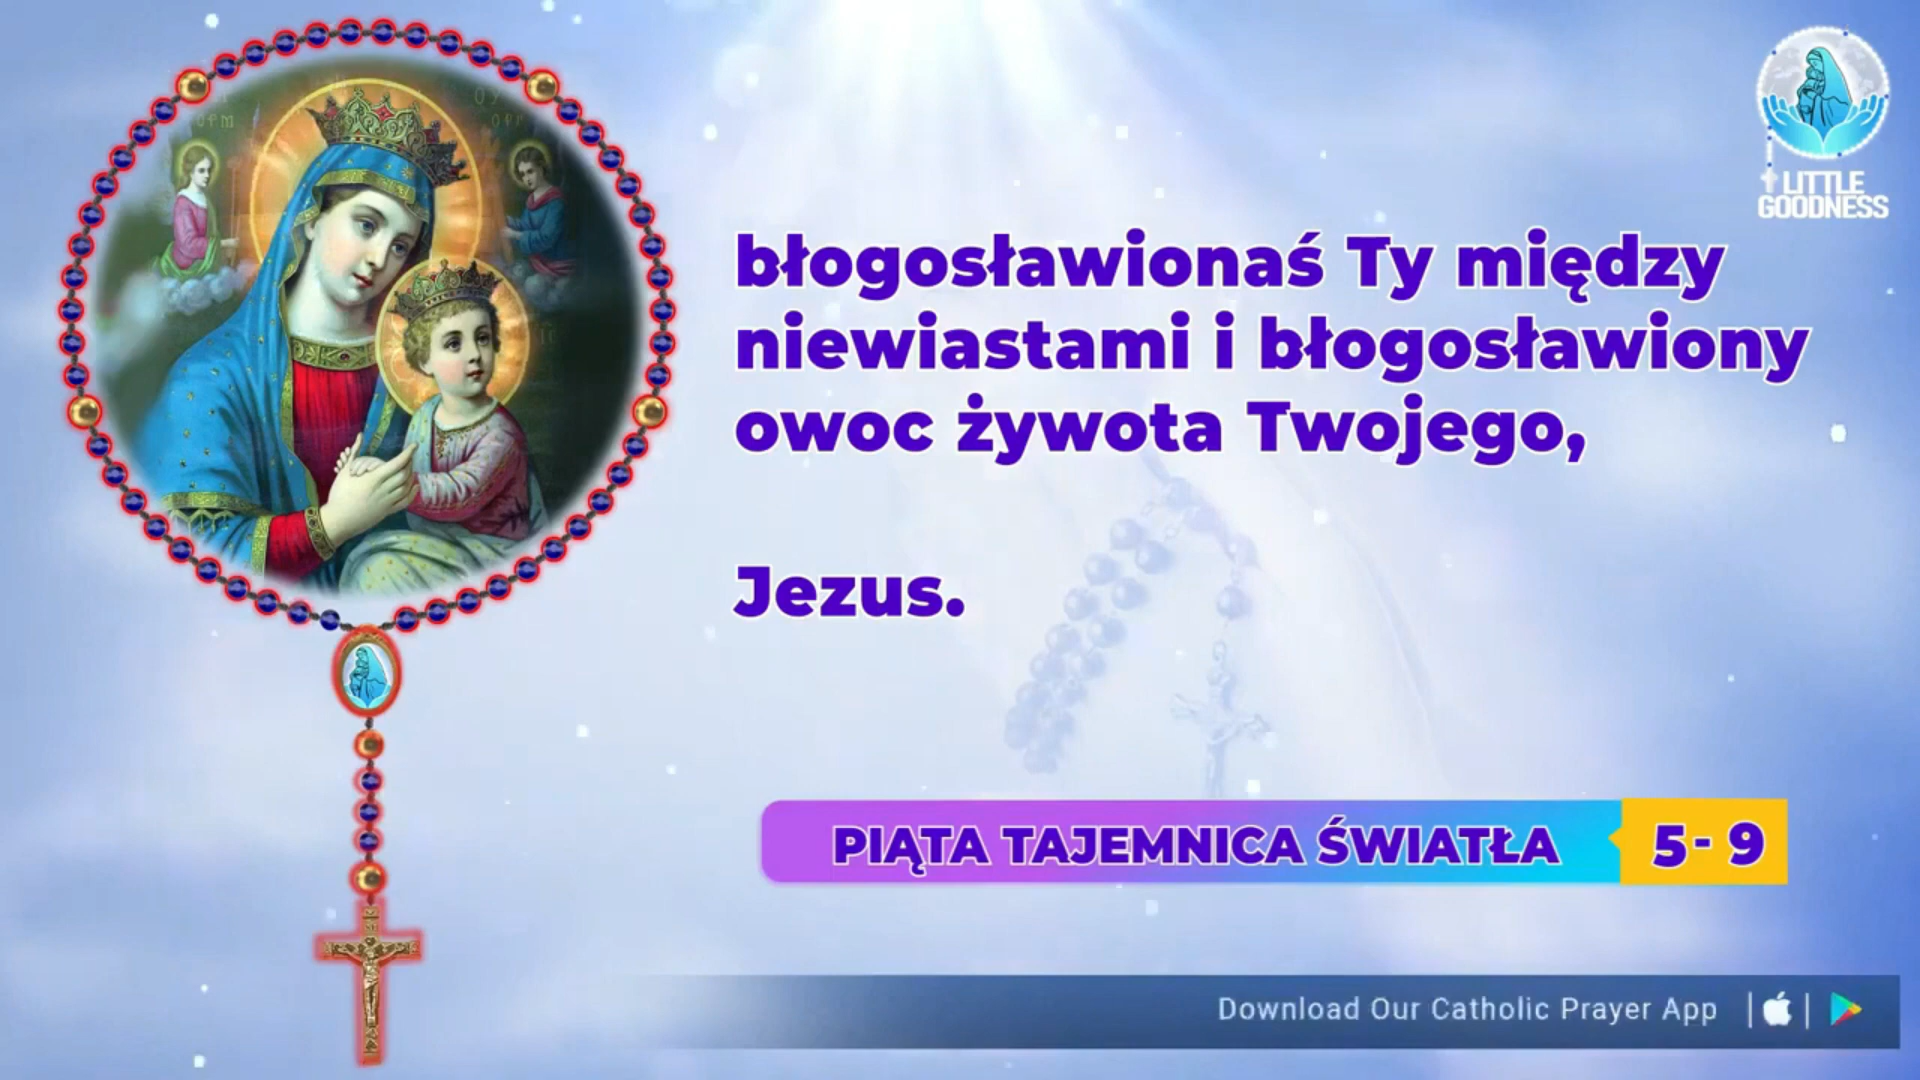 LITTLE
GOODNESS
błogosławionaś Ty między
niewiastami i błogosławiony
owoc żywota Twojego,
Jezus.
PIĄTA TAJEMNICA ŚWIATŁA
5- 9
Download Our Catholic Prayer App